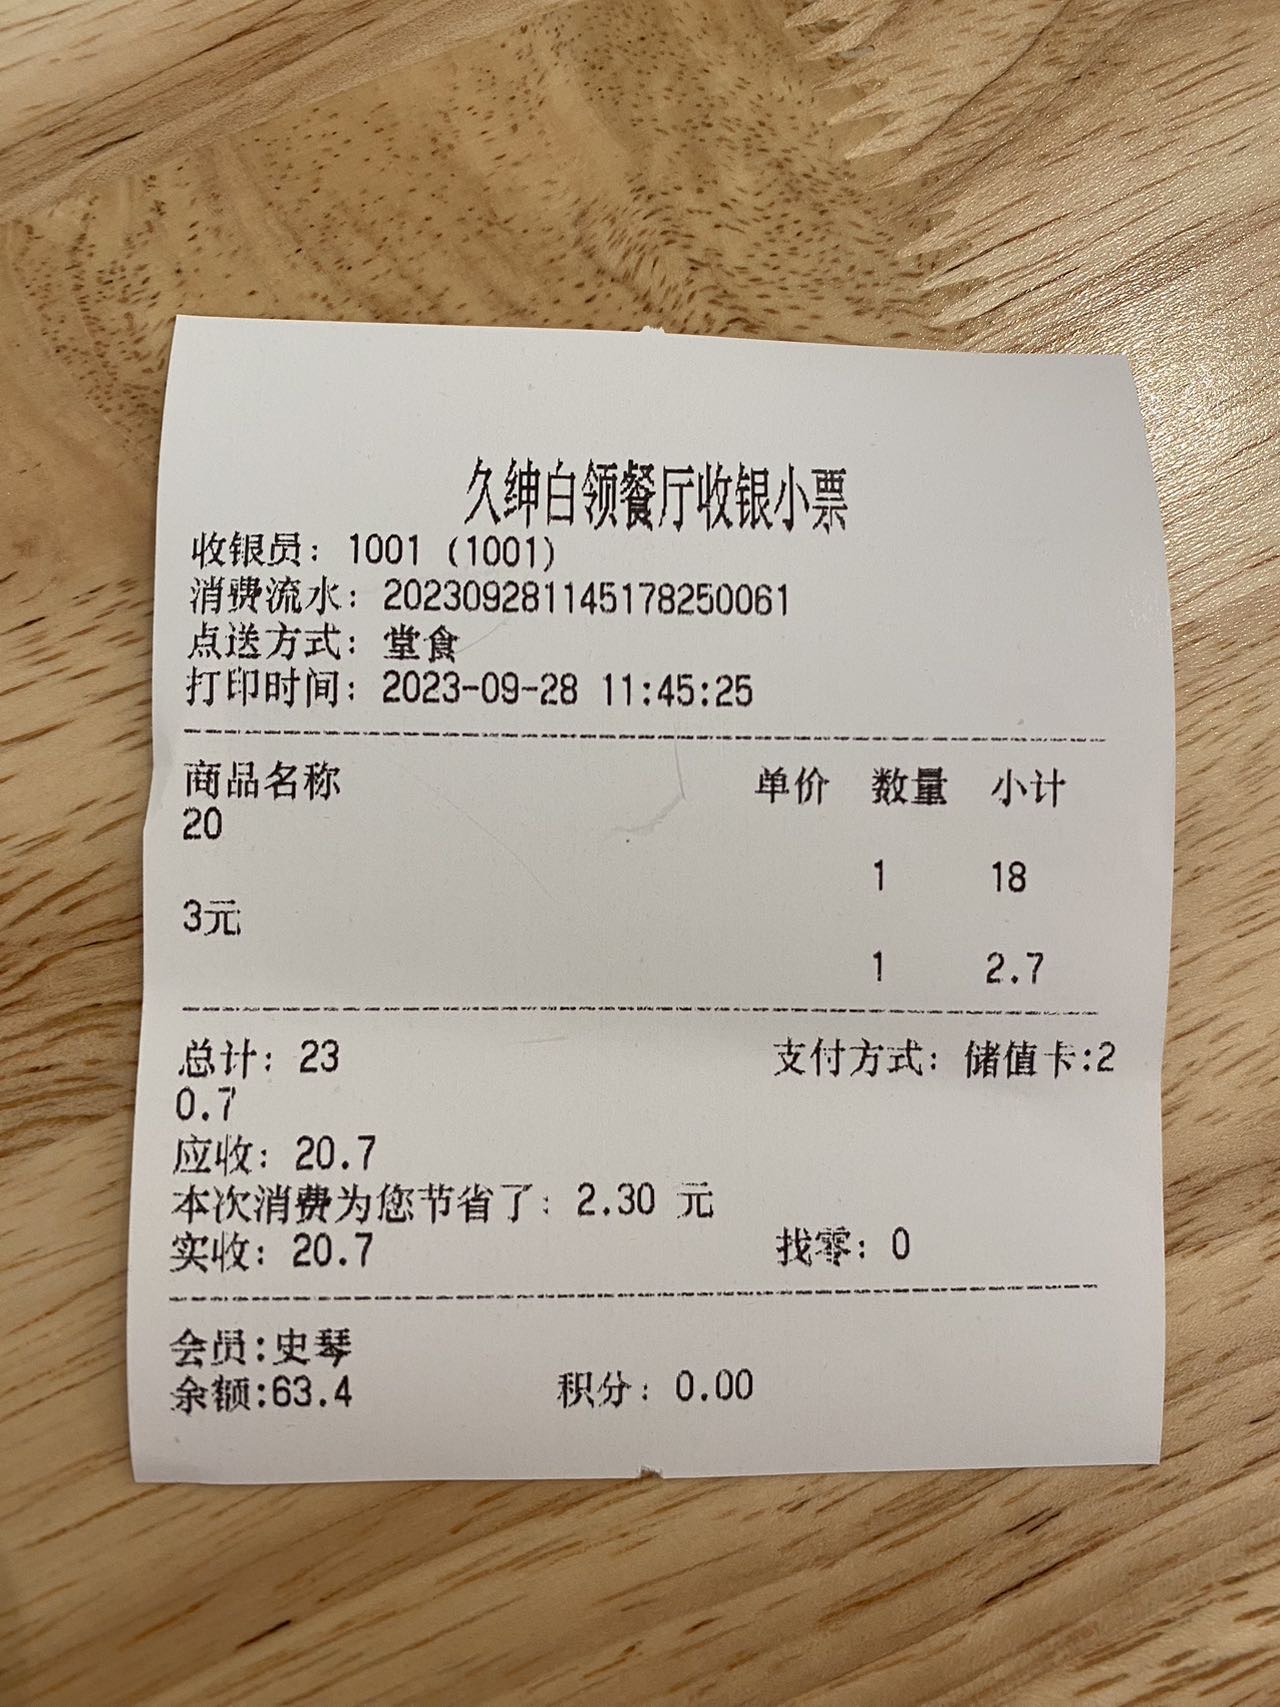 久绅白领餐厅收银小票
收银员：1001 (1001)
消费流水：202309281145178250061
点送方式：堂食
打印时间：2023-09-28 11:45:25
商品名称 单价 数量 小计
20
1 18
3元
1 2.7
总计：23 支付方式：储值卡:2
0.7
应收：20.7
本次消费为您节省了：2.30 元
实收：20.7 找零：0
会员:史琴
余额:63.4 积分：0.00